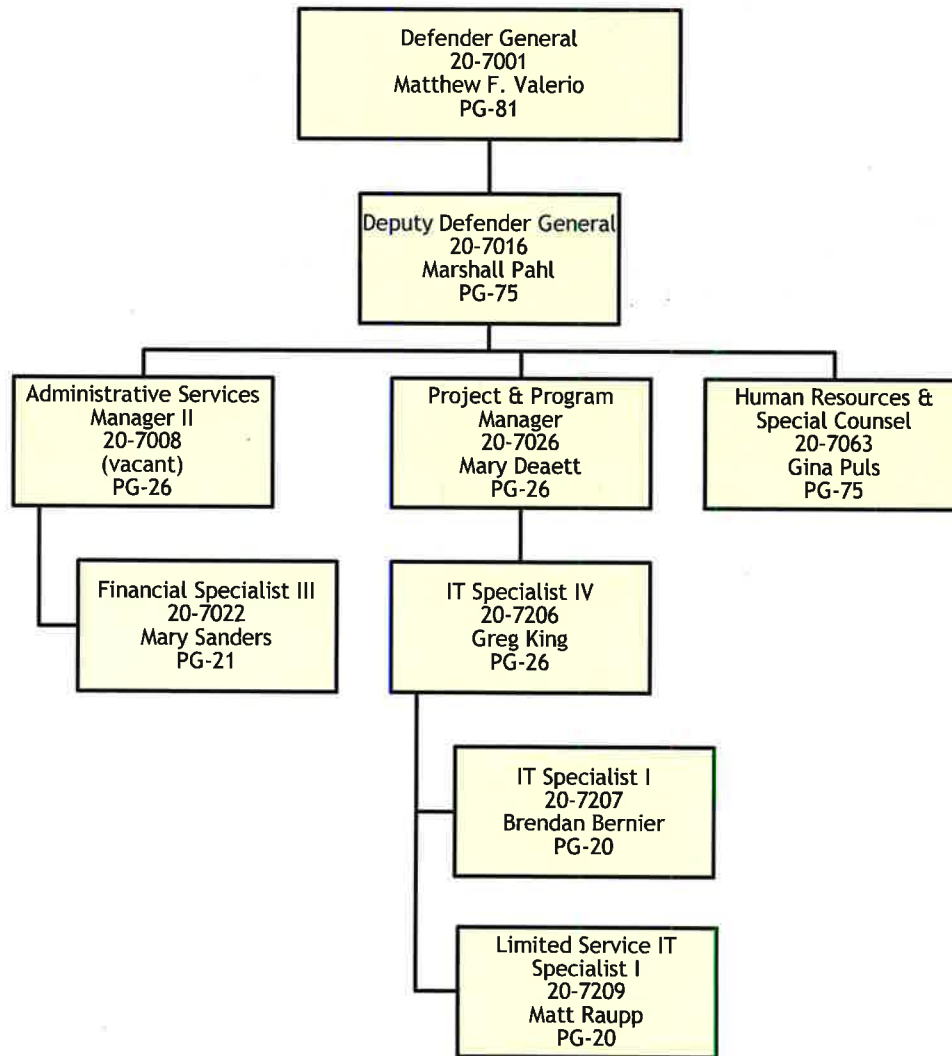 Defender General
20-7001
Matthew F. Valerio
PG-81
Deputy Defender General
20-7016
Marshall Pahl
PG-75
Administrative Services
Manager II
20-7008
(vacant)
PG-26
Project & Program
Manager
20-7026
Mary Deaett
PG-26
Human Resources &
Special Counsel
20-7063
Gina Puls
PG-75
Financial Specialist III
20-7022
Mary Sanders
PG-21
IT Specialist IV
20-7206
Greg King
PG-26
IT Specialist I
20-7207
Brendan Bernier
PG-20
Limited Service IT
Specialist I
20-7209
Matt Raupp
PG-20